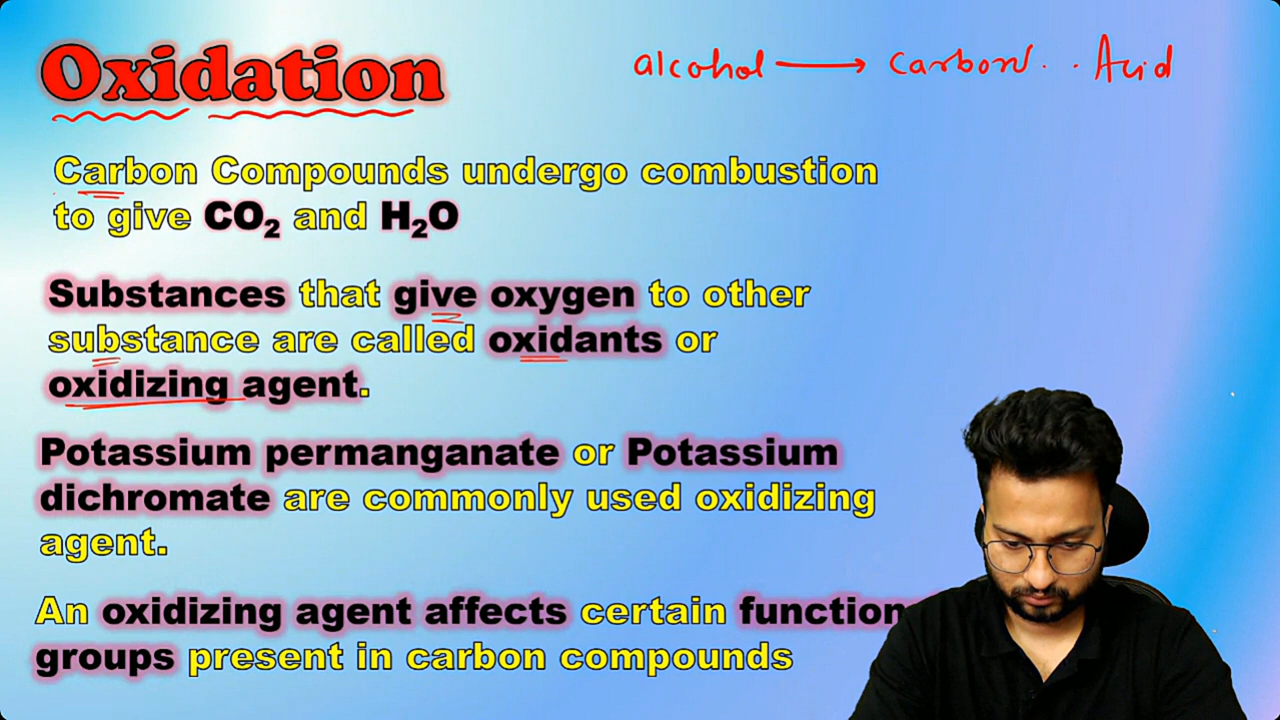 Oxidation
alcohol → carbon.. Acid
Carbon Compounds undergo combustion
to give CO₂ and H₂O
Substances that give oxygen to other
substance are called oxidants or
oxidizing agent.
Potassium permanganate or Potassium
dichromate are commonly used oxidizing
agent.
An oxidizing agent affects certain function
groups present in carbon compounds